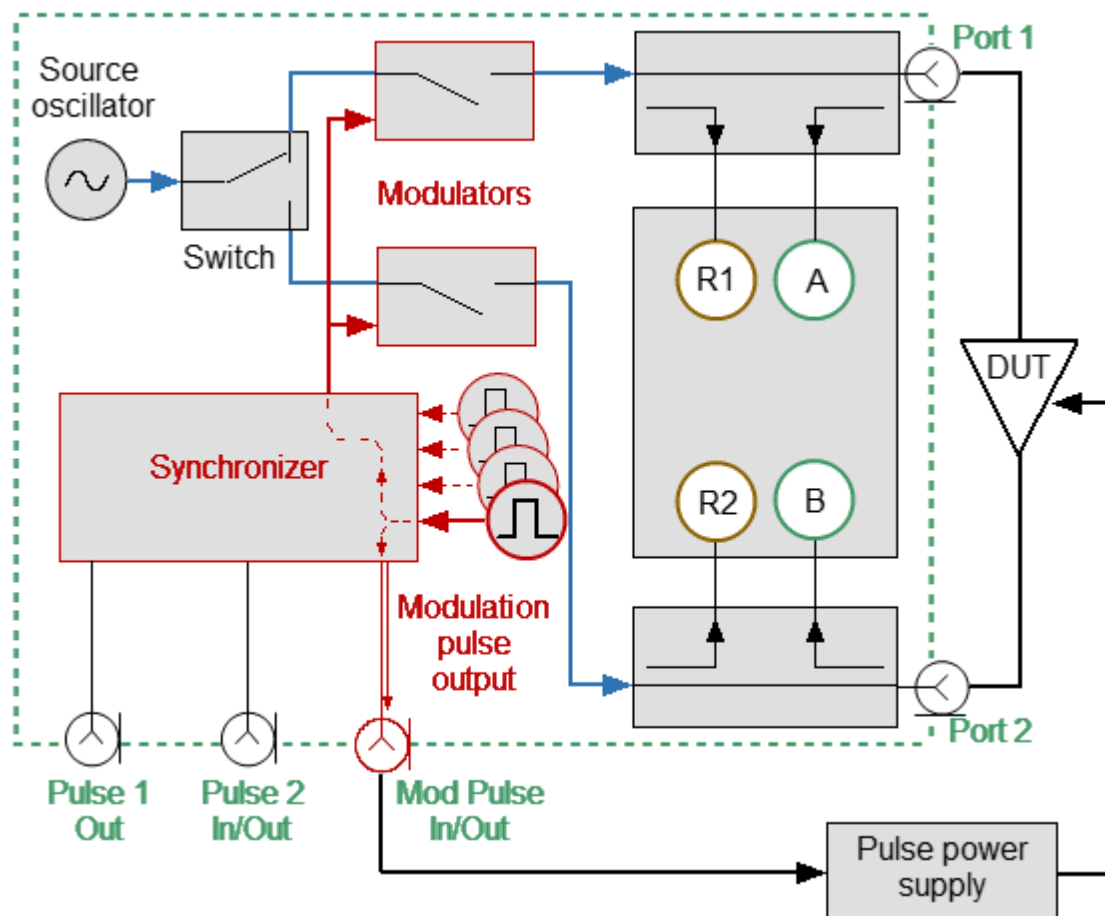 Port 1
Source
oscillator
Modulators
Switch
R1
A
DUT
Synchronizer
R2
B
Modulation
pulse
output
Port 2
Pulse 1
Out
Pulse 2
In/Out
Mod Pulse
In/Out
Pulse power
supply